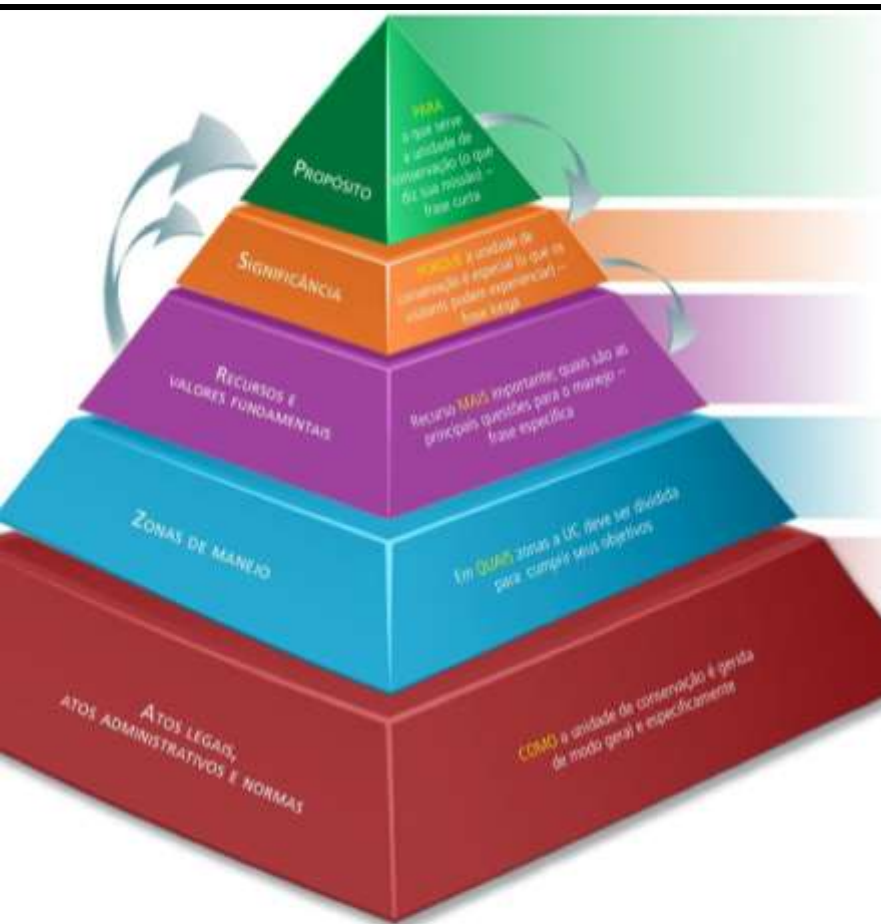 PROPÓSITO
PARA
o que serve
a unidade de
conservação (o que
diz sua missão) –
frase curta
SIGNIFICÂNCIA
PORQUE a unidade de
conservação é especial (o que os
visitantes podem experienciar) –
frase longa
RECURSOS E
VALORES FUNDAMENTAIS
Recurso MAIS importante; quais são as
principais questões para o manejo –
frase específica
ZONAS DE MANEJO
Em QUAIS zonas a UC deve ser dividida
para cumprir seus objetivos
ATOS LEGAIS,
ATOS ADMINISTRATIVOS E NORMAS
COMO a unidade de conservação é gerida
de modo geral e especificamente